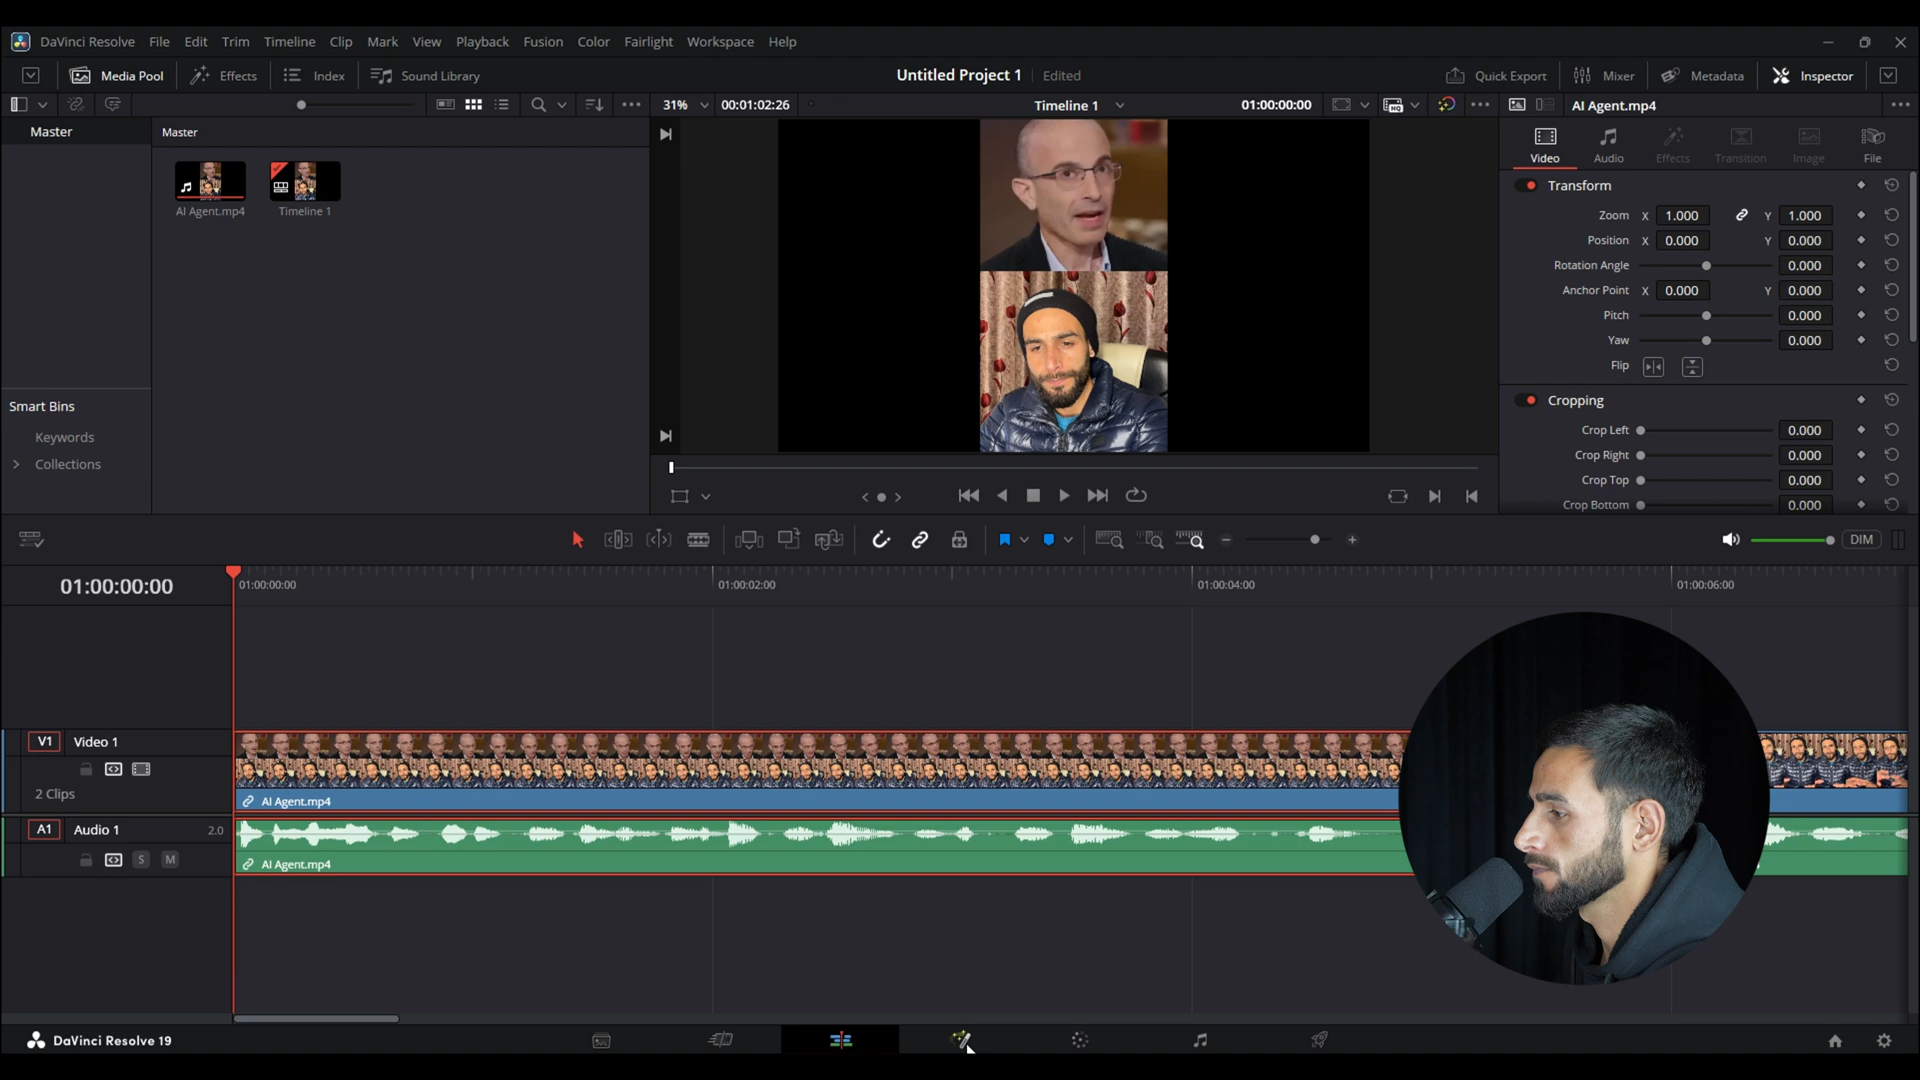 DaVinci Resolve File Edit Trim Timeline Clip Mark View Playback Fusion Color Fairlight Workspace Help
Media Pool Effects Index Sound Library Untitled Project 1 Edited Quick Export Mixer Metadata Inspector
31% 00:01:02:26 Timeline 1 01:00:00:00 HQ AI Agent.mp4
Master Master
AI Agent.mp4 Timeline 1
Smart Bins
Keywords
Collections
Video Audio Effects Transition Image File
Transform
Zoom X 1.000 Y 1.000
Position X 0.000 Y 0.000
Rotation Angle 0.000
Anchor Point X 0.000 Y 0.000
Pitch 0.000
Yaw 0.000
Flip
Cropping
Crop Left 0.000
Crop Right 0.000
Crop Top 0.000
Crop Bottom 0.000
DIM
01:00:00:00 01:00:00:00 01:00:02:00 01:00:04:00 01:00:06:00
V1 Video 1
2 Clips
AI Agent.mp4
A1 Audio 1 2.0
S M
AI Agent.mp4
DaVinci Resolve 19